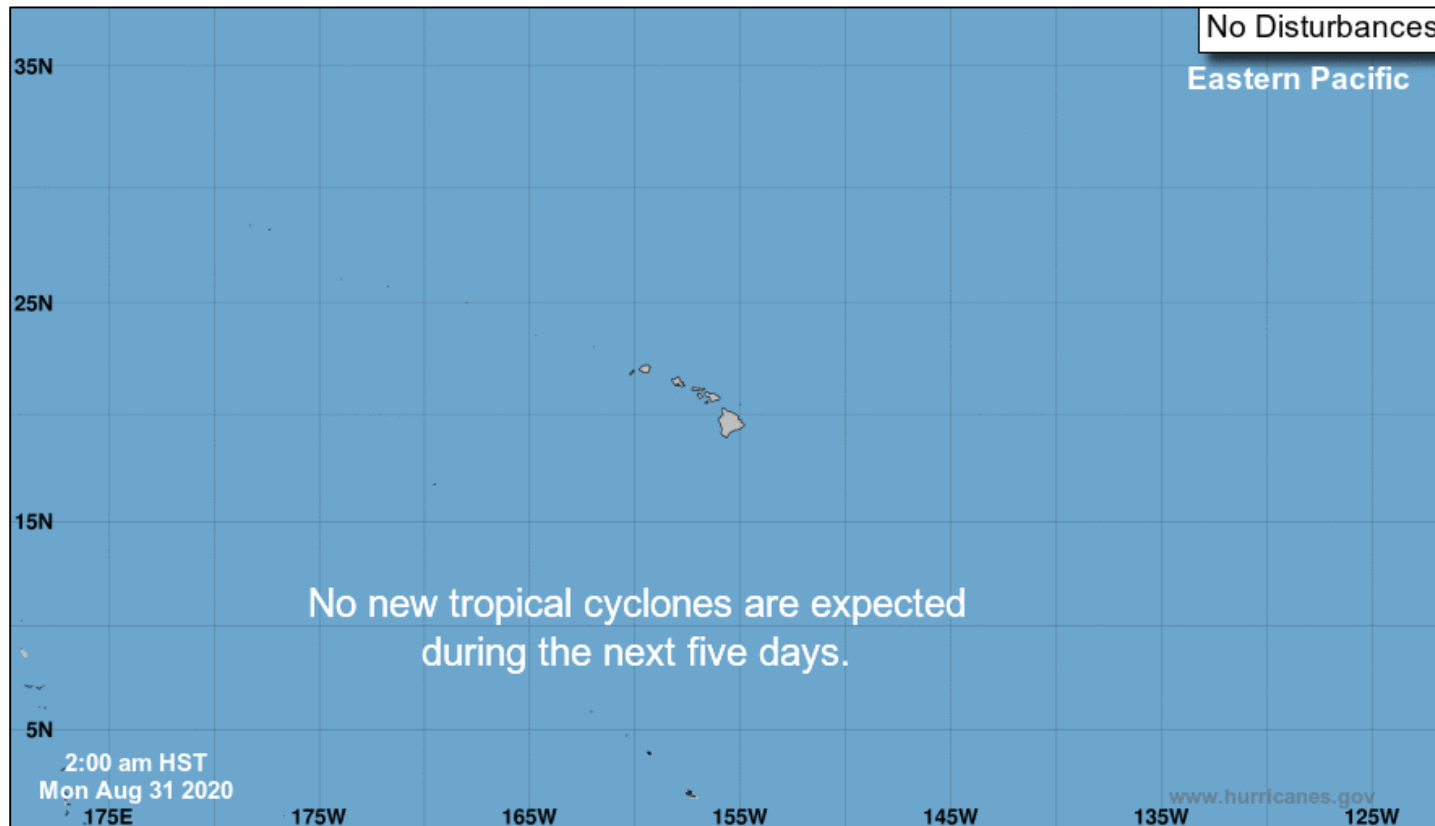 No Disturbances
Eastern Pacific
35N
25N
15N
No new tropical cyclones are expected
during the next five days.
5N
2:00 am HST
Mon Aug 31 2020
www.hurricanes.gov
175E 175W 165W 155W 145W 135W 125W